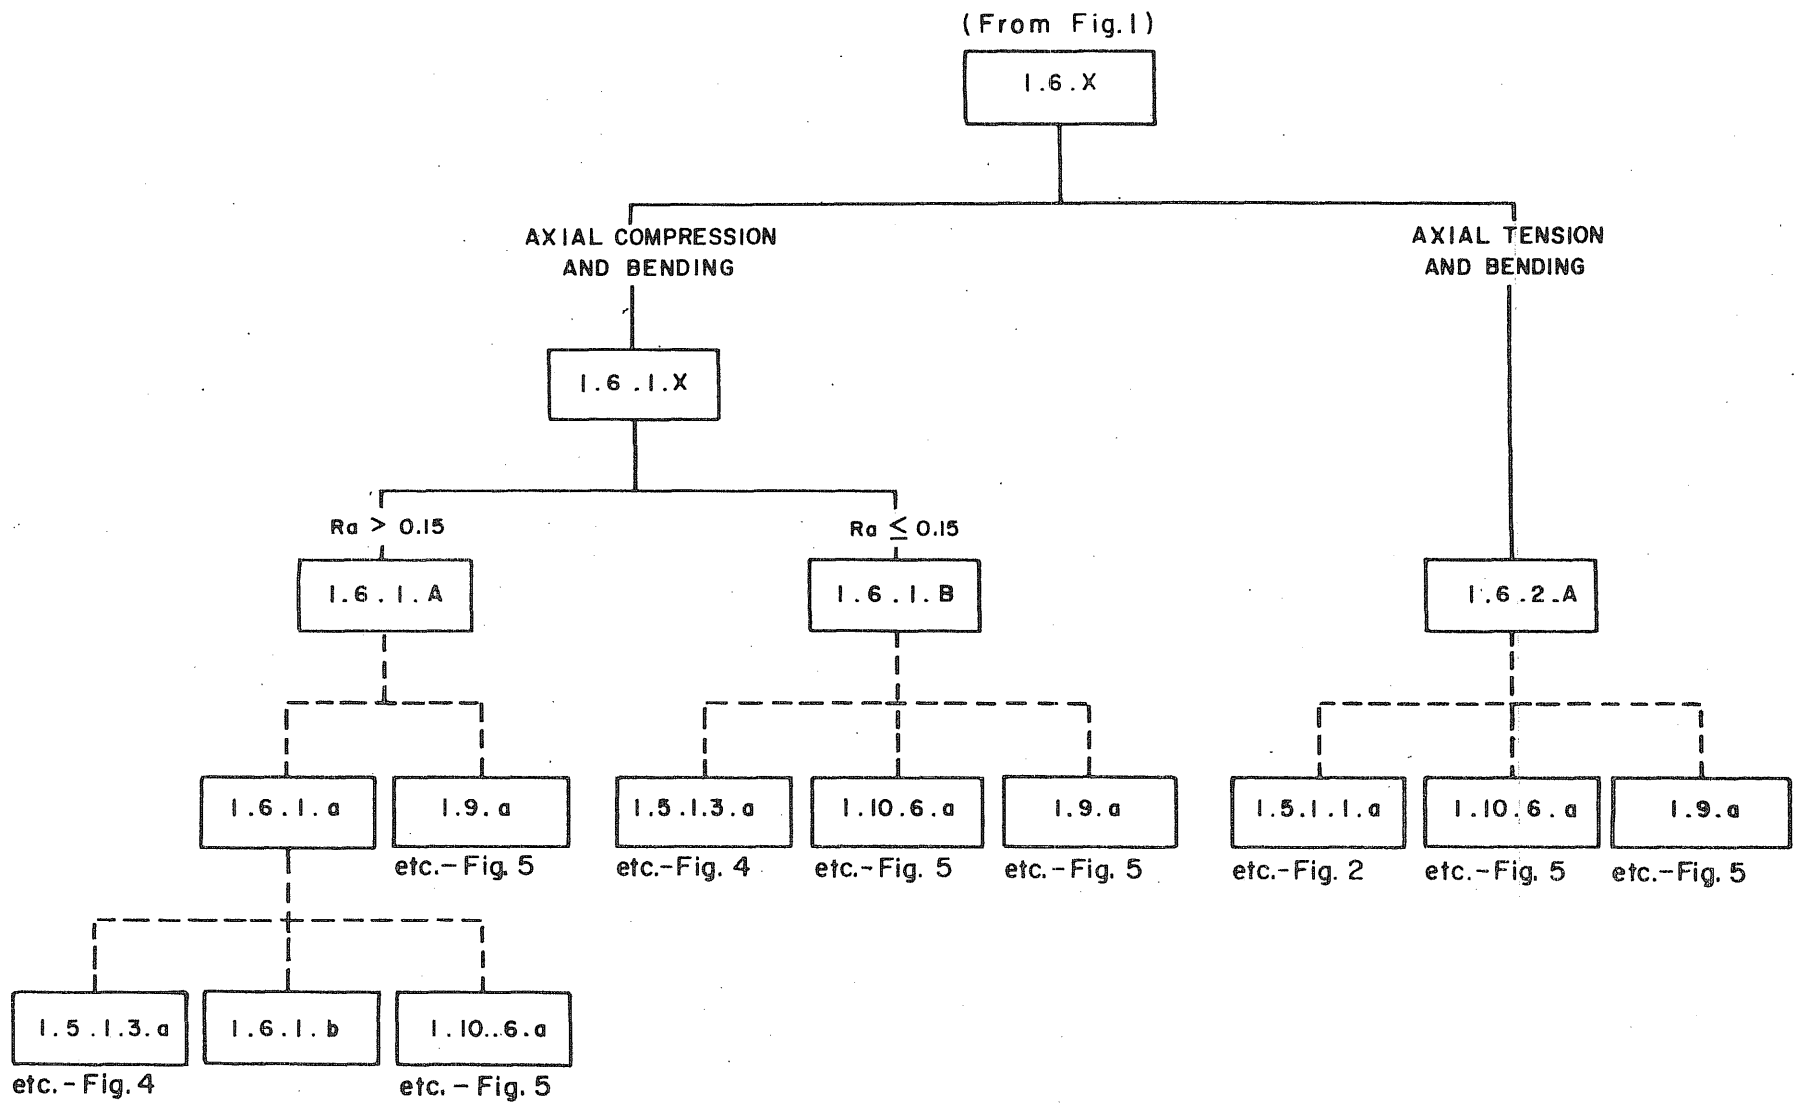 (From Fig.1)
1.6.X
AXIAL COMPRESSION
AND BENDING
AXIAL TENSION
AND BENDING
1.6.1.X
Ra > 0.15
Ra ≤ 0.15
1.6.1.A
1.6.1.B
1.6.2.A
1.6.1.a
1.9.a
1.5.1.3.a
1.10.6.a
1.9.a
1.5.1.1.a
1.10.6.a
1.9.a
etc.-Fig. 5
etc.-Fig. 4
etc.-Fig. 5
etc.-Fig. 5
etc.-Fig. 2
etc.-Fig. 5
etc.-Fig. 5
1.5.1.3.a
1.6.1.b
1.10..6.a
etc.-Fig. 4
etc.-Fig. 5